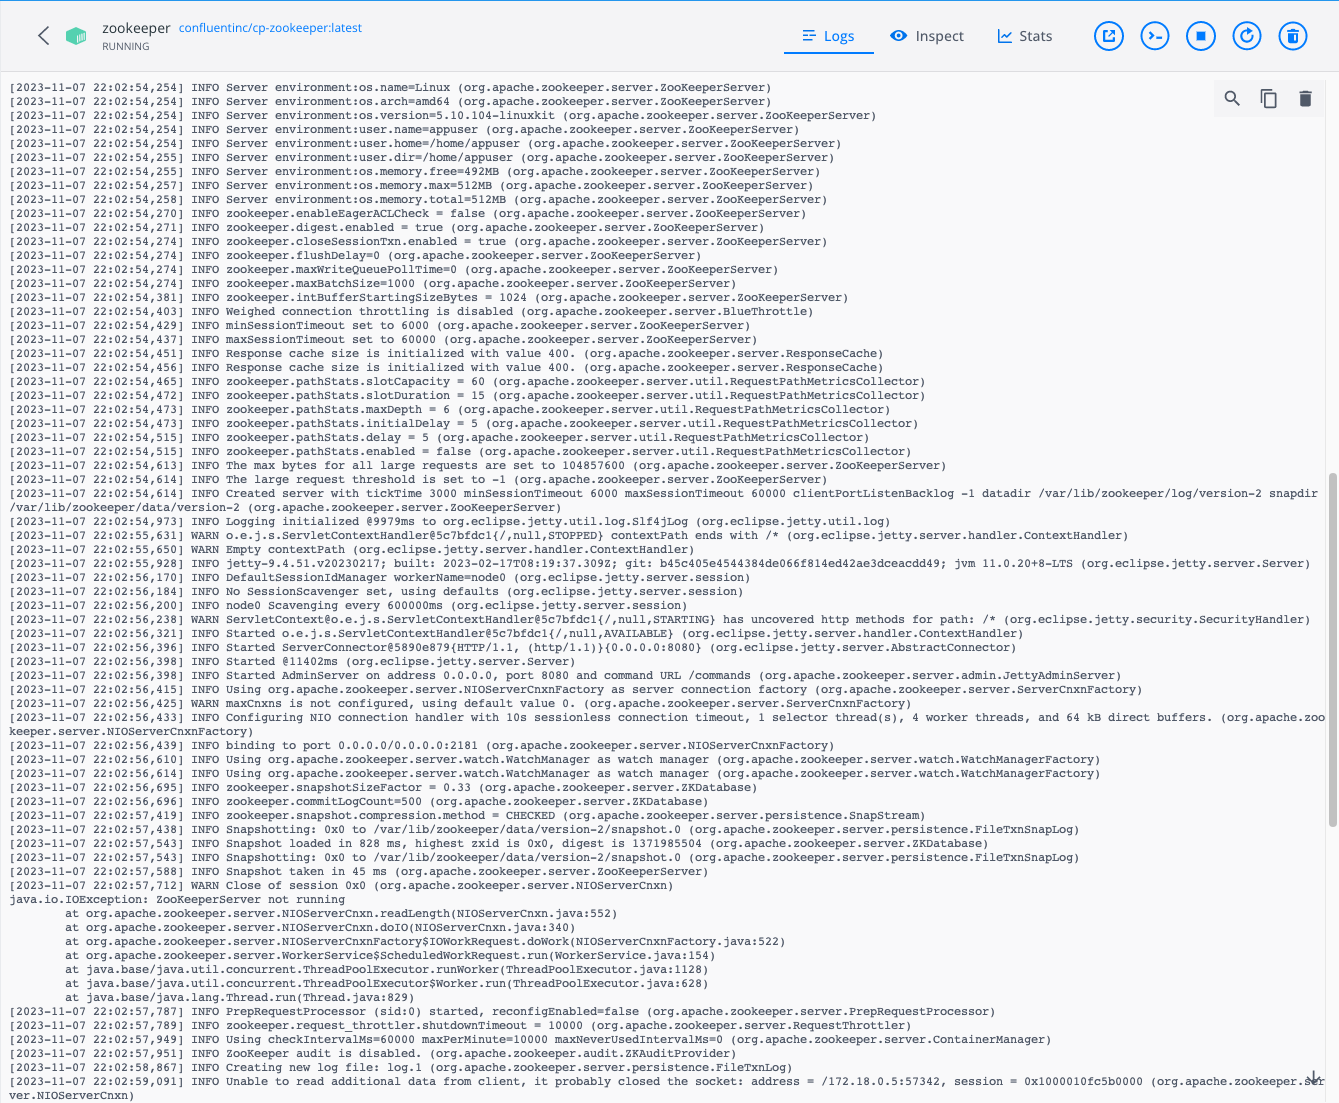 zookeeper confluentinc/cp-zookeeper:latest
RUNNING
Logs
Inspect
Stats
[2023-11-07 22:02:54,254] INFO Server environment:os.name=Linux (org.apache.zookeeper.server.ZooKeeperServer)
[2023-11-07 22:02:54,254] INFO Server environment:os.arch=amd64 (org.apache.zookeeper.server.ZooKeeperServer)
[2023-11-07 22:02:54,254] INFO Server environment:os.version=5.10.104-linuxkit (org.apache.zookeeper.server.ZooKeeperServer)
[2023-11-07 22:02:54,254] INFO Server environment:user.name=appuser (org.apache.zookeeper.server.ZooKeeperServer)
[2023-11-07 22:02:54,254] INFO Server environment:user.home=/home/appuser (org.apache.zookeeper.server.ZooKeeperServer)
[2023-11-07 22:02:54,255] INFO Server environment:user.dir=/home/appuser (org.apache.zookeeper.server.ZooKeeperServer)
[2023-11-07 22:02:54,255] INFO Server environment:os.memory.free=492MB (org.apache.zookeeper.server.ZooKeeperServer)
[2023-11-07 22:02:54,257] INFO Server environment:os.memory.max=512MB (org.apache.zookeeper.server.ZooKeeperServer)
[2023-11-07 22:02:54,258] INFO Server environment:os.memory.total=512MB (org.apache.zookeeper.server.ZooKeeperServer)
[2023-11-07 22:02:54,270] INFO zookeeper.enableEagerACLCheck = false (org.apache.zookeeper.server.ZooKeeperServer)
[2023-11-07 22:02:54,271] INFO zookeeper.digest.enabled = true (org.apache.zookeeper.server.ZooKeeperServer)
[2023-11-07 22:02:54,274] INFO zookeeper.closeSessionTxn.enabled = true (org.apache.zookeeper.server.ZooKeeperServer)
[2023-11-07 22:02:54,274] INFO zookeeper.flushDelay=0 (org.apache.zookeeper.server.ZooKeeperServer)
[2023-11-07 22:02:54,274] INFO zookeeper.maxWriteQueuePollTime=0 (org.apache.zookeeper.server.ZooKeeperServer)
[2023-11-07 22:02:54,274] INFO zookeeper.maxBatchSize=1000 (org.apache.zookeeper.server.ZooKeeperServer)
[2023-11-07 22:02:54,381] INFO zookeeper.intBufferStartingSizeBytes = 1024 (org.apache.zookeeper.server.ZooKeeperServer)
[2023-11-07 22:02:54,403] INFO Weighed connection throttling is disabled (org.apache.zookeeper.server.BlueThrottle)
[2023-11-07 22:02:54,429] INFO minSessionTimeout set to 6000 (org.apache.zookeeper.server.ZooKeeperServer)
[2023-11-07 22:02:54,437] INFO maxSessionTimeout set to 60000 (org.apache.zookeeper.server.ZooKeeperServer)
[2023-11-07 22:02:54,451] INFO Response cache size is initialized with value 400. (org.apache.zookeeper.server.ResponseCache)
[2023-11-07 22:02:54,456] INFO Response cache size is initialized with value 400. (org.apache.zookeeper.server.ResponseCache)
[2023-11-07 22:02:54,465] INFO zookeeper.pathStats.slotCapacity = 60 (org.apache.zookeeper.server.util.RequestPathMetricsCollector)
[2023-11-07 22:02:54,472] INFO zookeeper.pathStats.slotDuration = 15 (org.apache.zookeeper.server.util.RequestPathMetricsCollector)
[2023-11-07 22:02:54,473] INFO zookeeper.pathStats.maxDepth = 6 (org.apache.zookeeper.server.util.RequestPathMetricsCollector)
[2023-11-07 22:02:54,473] INFO zookeeper.pathStats.initialDelay = 5 (org.apache.zookeeper.server.util.RequestPathMetricsCollector)
[2023-11-07 22:02:54,515] INFO zookeeper.pathStats.delay = 5 (org.apache.zookeeper.server.util.RequestPathMetricsCollector)
[2023-11-07 22:02:54,515] INFO zookeeper.pathStats.enabled = false (org.apache.zookeeper.server.util.RequestPathMetricsCollector)
[2023-11-07 22:02:54,613] INFO The max bytes for all large requests are set to 104857600 (org.apache.zookeeper.server.ZooKeeperServer)
[2023-11-07 22:02:54,614] INFO The large request threshold is set to -1 (org.apache.zookeeper.server.ZooKeeperServer)
[2023-11-07 22:02:54,614] INFO Created server with tickTime 3000 minSessionTimeout 6000 maxSessionTimeout 60000 clientPortListenBacklog -1 datadir /var/lib/zookeeper/log/version-2 snapdir
/var/lib/zookeeper/data/version-2 (org.apache.zookeeper.server.ZooKeeperServer)
[2023-11-07 22:02:54,973] INFO Logging initialized @9979ms to org.eclipse.jetty.util.log.Slf4jLog (org.eclipse.jetty.util.log)
[2023-11-07 22:02:55,631] WARN o.e.j.s.ServletContextHandler@5c7bfdc1{/,null,STOPPED} contextPath ends with /* (org.eclipse.jetty.server.handler.ContextHandler)
[2023-11-07 22:02:55,650] WARN Empty contextPath (org.eclipse.jetty.server.handler.ContextHandler)
[2023-11-07 22:02:55,928] INFO jetty-9.4.51.v20230217; built: 2023-02-17T08:19:37.309Z; git: b45c405e4544384de066f814ed42ae3dceacdd49; jvm 11.0.20+8-LTS (org.eclipse.jetty.server.Server)
[2023-11-07 22:02:56,170] INFO DefaultSessionIdManager workerName=node0 (org.eclipse.jetty.server.session)
[2023-11-07 22:02:56,184] INFO No SessionScavenger set, using defaults (org.eclipse.jetty.server.session)
[2023-11-07 22:02:56,200] INFO node0 Scavenging every 600000ms (org.eclipse.jetty.server.session)
[2023-11-07 22:02:56,238] WARN ServletContext@o.e.j.s.ServletContextHandler@5c7bfdc1{/,null,STARTING} has uncovered http methods for path: /* (org.eclipse.jetty.security.SecurityHandler)
[2023-11-07 22:02:56,321] INFO Started o.e.j.s.ServletContextHandler@5c7bfdc1{/,null,AVAILABLE} (org.eclipse.jetty.server.handler.ContextHandler)
[2023-11-07 22:02:56,396] INFO Started ServerConnector@5890e879{HTTP/1.1, (http/1.1)}{0.0.0.0:8080} (org.eclipse.jetty.server.AbstractConnector)
[2023-11-07 22:02:56,398] INFO Started @11402ms (org.eclipse.jetty.server.Server)
[2023-11-07 22:02:56,398] INFO Started AdminServer on address 0.0.0.0, port 8080 and command URL /commands (org.apache.zookeeper.server.admin.JettyAdminServer)
[2023-11-07 22:02:56,415] INFO Using org.apache.zookeeper.server.NIOServerCnxnFactory as server connection factory (org.apache.zookeeper.server.ServerCnxnFactory)
[2023-11-07 22:02:56,425] WARN maxCnxns is not configured, using default value 0. (org.apache.zookeeper.server.ServerCnxnFactory)
[2023-11-07 22:02:56,433] INFO Configuring NIO connection handler with 10s sessionless connection timeout, 1 selector thread(s), 4 worker threads, and 64 kB direct buffers. (org.apache.zoo
keeper.server.NIOServerCnxnFactory)
[2023-11-07 22:02:56,439] INFO binding to port 0.0.0.0/0.0.0.0:2181 (org.apache.zookeeper.server.NIOServerCnxnFactory)
[2023-11-07 22:02:56,610] INFO Using org.apache.zookeeper.server.watch.WatchManager as watch manager (org.apache.zookeeper.server.watch.WatchManagerFactory)
[2023-11-07 22:02:56,614] INFO Using org.apache.zookeeper.server.watch.WatchManager as watch manager (org.apache.zookeeper.server.watch.WatchManagerFactory)
[2023-11-07 22:02:56,695] INFO zookeeper.snapshotSizeFactor = 0.33 (org.apache.zookeeper.server.ZKDatabase)
[2023-11-07 22:02:56,696] INFO zookeeper.commitLogCount=500 (org.apache.zookeeper.server.ZKDatabase)
[2023-11-07 22:02:57,419] INFO zookeeper.snapshot.compression.method = CHECKED (org.apache.zookeeper.server.persistence.SnapStream)
[2023-11-07 22:02:57,438] INFO Snapshotting: 0x0 to /var/lib/zookeeper/data/version-2/snapshot.0 (org.apache.zookeeper.server.persistence.FileTxnSnapLog)
[2023-11-07 22:02:57,543] INFO Snapshot loaded in 828 ms, highest zxid is 0x0, digest is 1371985504 (org.apache.zookeeper.server.ZKDatabase)
[2023-11-07 22:02:57,543] INFO Snapshotting: 0x0 to /var/lib/zookeeper/data/version-2/snapshot.0 (org.apache.zookeeper.server.persistence.FileTxnSnapLog)
[2023-11-07 22:02:57,588] INFO Snapshot taken in 45 ms (org.apache.zookeeper.server.ZooKeeperServer)
[2023-11-07 22:02:57,712] WARN Close of session 0x0 (org.apache.zookeeper.server.NIOServerCnxn)
java.io.IOException: ZooKeeperServer not running
at org.apache.zookeeper.server.NIOServerCnxn.readLength(NIOServerCnxn.java:552)
at org.apache.zookeeper.server.NIOServerCnxn.doIO(NIOServerCnxn.java:340)
at org.apache.zookeeper.server.NIOServerCnxnFactory$IOWorkRequest.doWork(NIOServerCnxnFactory.java:522)
at org.apache.zookeeper.server.WorkerService$ScheduledWorkRequest.run(WorkerService.java:154)
at java.base/java.util.concurrent.ThreadPoolExecutor.runWorker(ThreadPoolExecutor.java:1128)
at java.base/java.util.concurrent.ThreadPoolExecutor$Worker.run(ThreadPoolExecutor.java:628)
at java.base/java.lang.Thread.run(Thread.java:829)
[2023-11-07 22:02:57,787] INFO PrepRequestProcessor (sid:0) started, reconfigEnabled=false (org.apache.zookeeper.server.PrepRequestProcessor)
[2023-11-07 22:02:57,789] INFO zookeeper.request_throttler.shutdownTimeout = 10000 (org.apache.zookeeper.server.RequestThrottler)
[2023-11-07 22:02:57,949] INFO Using checkIntervalMs=60000 maxPerMinute=10000 maxNeverUsedIntervalMs=0 (org.apache.zookeeper.server.ContainerManager)
[2023-11-07 22:02:57,951] INFO ZooKeeper audit is disabled. (org.apache.zookeeper.audit.ZKAuditProvider)
[2023-11-07 22:02:58,867] INFO Creating new log file: log.1 (org.apache.zookeeper.server.persistence.FileTxnLog)
[2023-11-07 22:02:59,091] INFO Unable to read additional data from client, it probably closed the socket: address = /172.18.0.5:57342, session = 0x1000010fc5b0000 (org.apache.zookeeper.ser
ver.NIOServerCnxn)